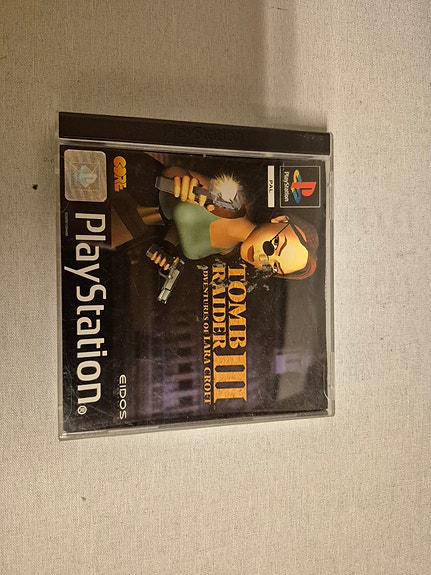 PlayStation
PAL
CORE
TOMB
RAIDER
III
ADVENTURES OF LARA CROFT
EIDOS
PlayStation®